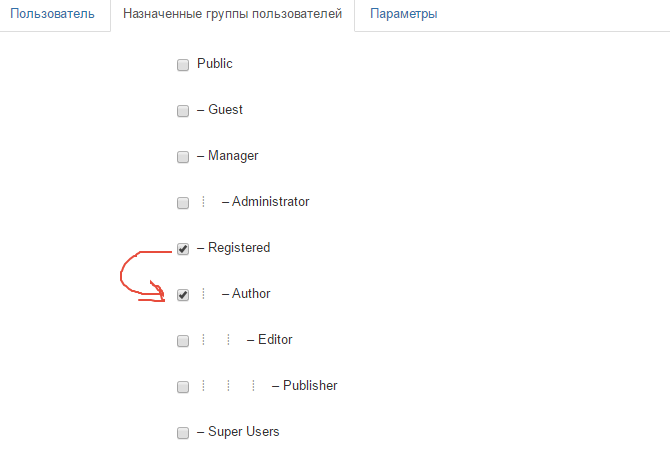 Пользователь Назначенные группы пользователей Параметры
Public
– Guest
– Manager
– Administrator
– Registered
– Author
– Editor
– Publisher
– Super Users